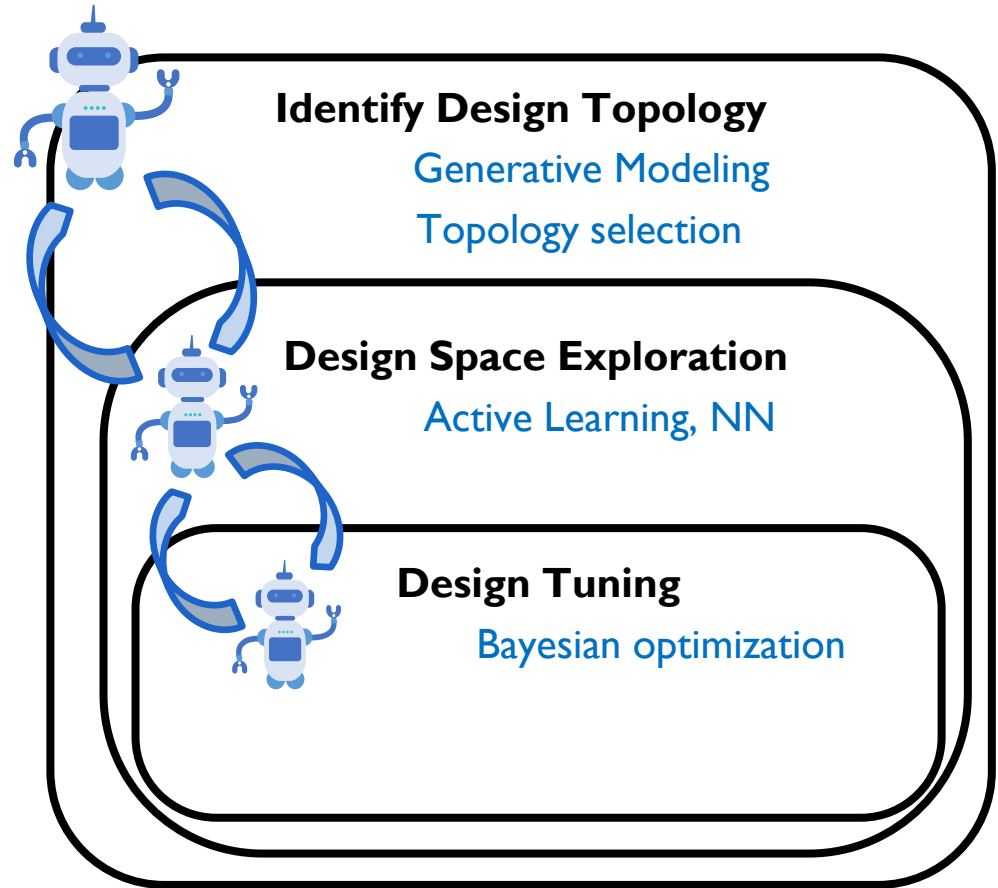 Identify Design Topology
Generative Modeling
Topology selection
Design Space Exploration
Active Learning, NN
Design Tuning
Bayesian optimization